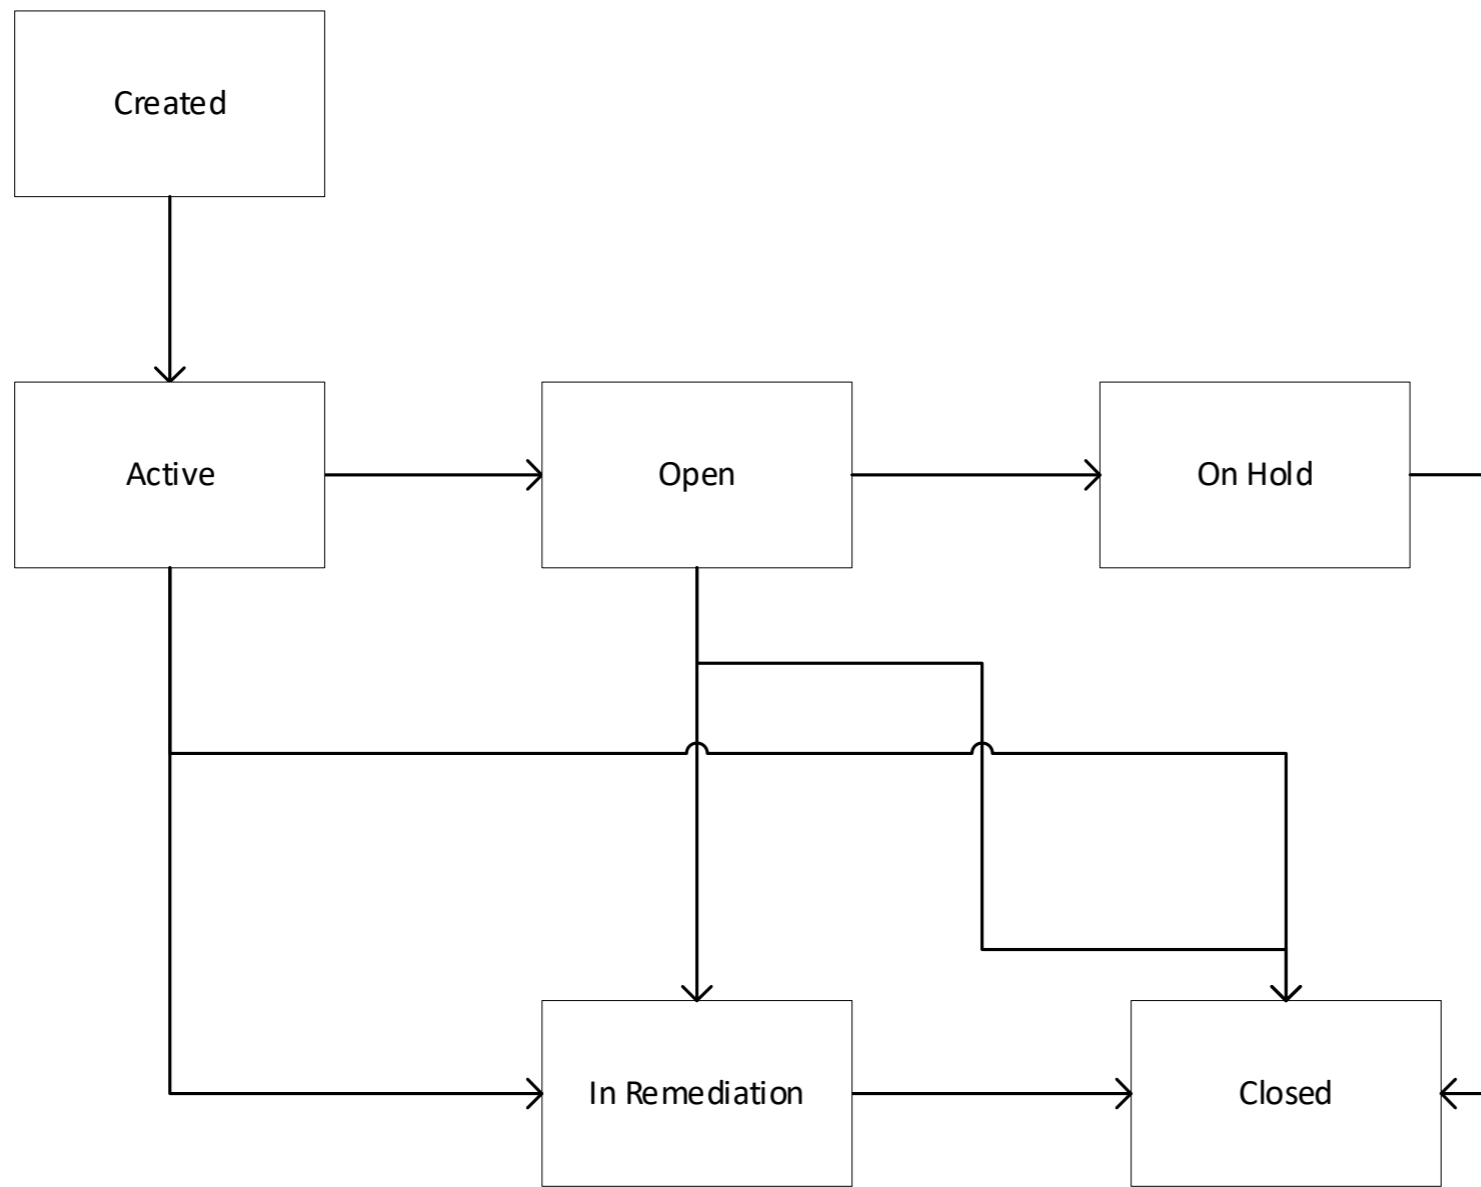 Created
Active
Open
On Hold
In Remediation
Closed